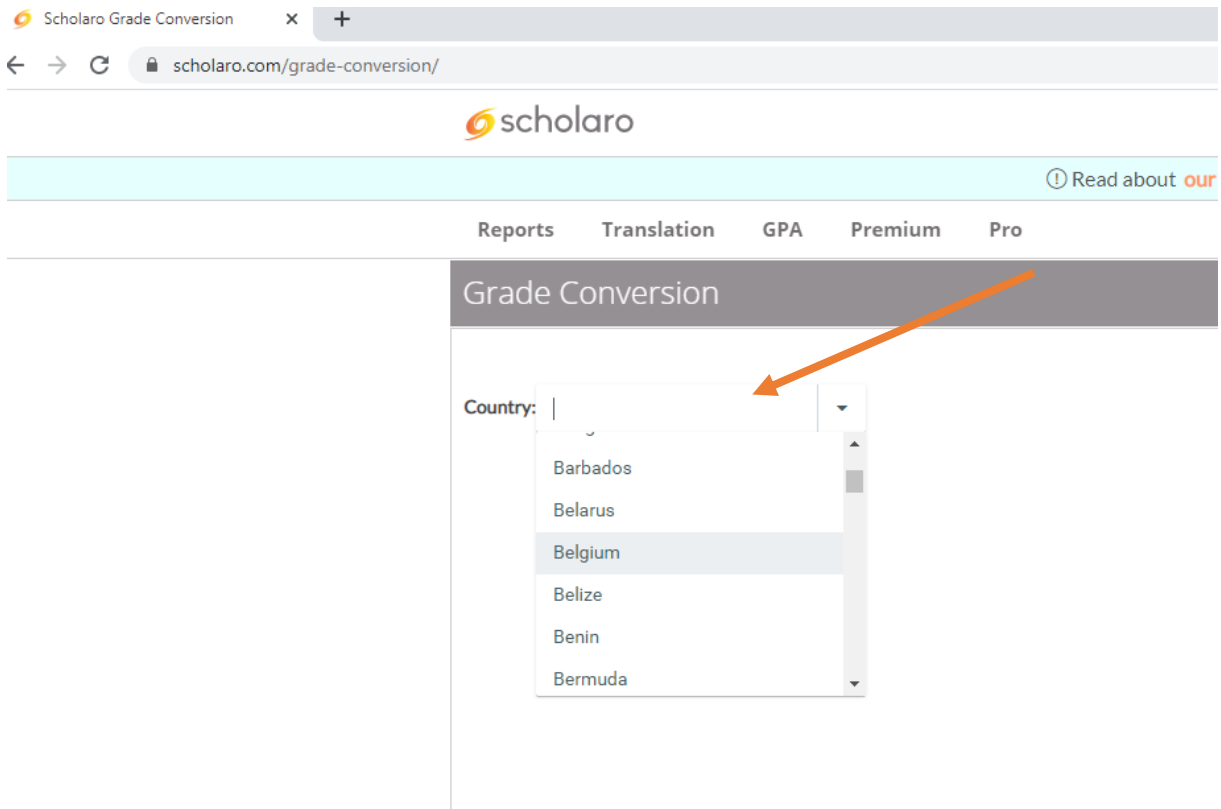 Scholaro Grade Conversion
scholaro.com/grade-conversion/
scholaro
Read about our
Reports Translation GPA Premium Pro
Grade Conversion
Country:
Barbados
Belarus
Belgium
Belize
Benin
Bermuda